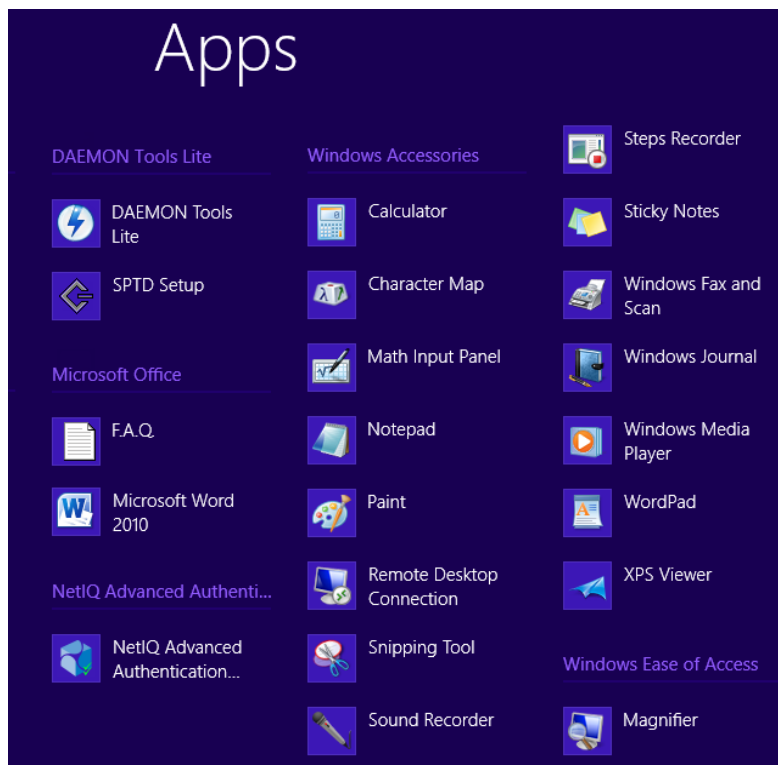 Apps
DAEMON Tools Lite
DAEMON Tools
Lite
SPTD Setup
Microsoft Office
F.A.Q.
Microsoft Word
2010
NetIQ Advanced Authenti...
NetIQ Advanced
Authentication...
Windows Accessories
Calculator
Character Map
Math Input Panel
Notepad
Paint
Remote Desktop
Connection
Snipping Tool
Sound Recorder
Steps Recorder
Sticky Notes
Windows Fax and
Scan
Windows Journal
Windows Media
Player
WordPad
XPS Viewer
Windows Ease of Access
Magnifier